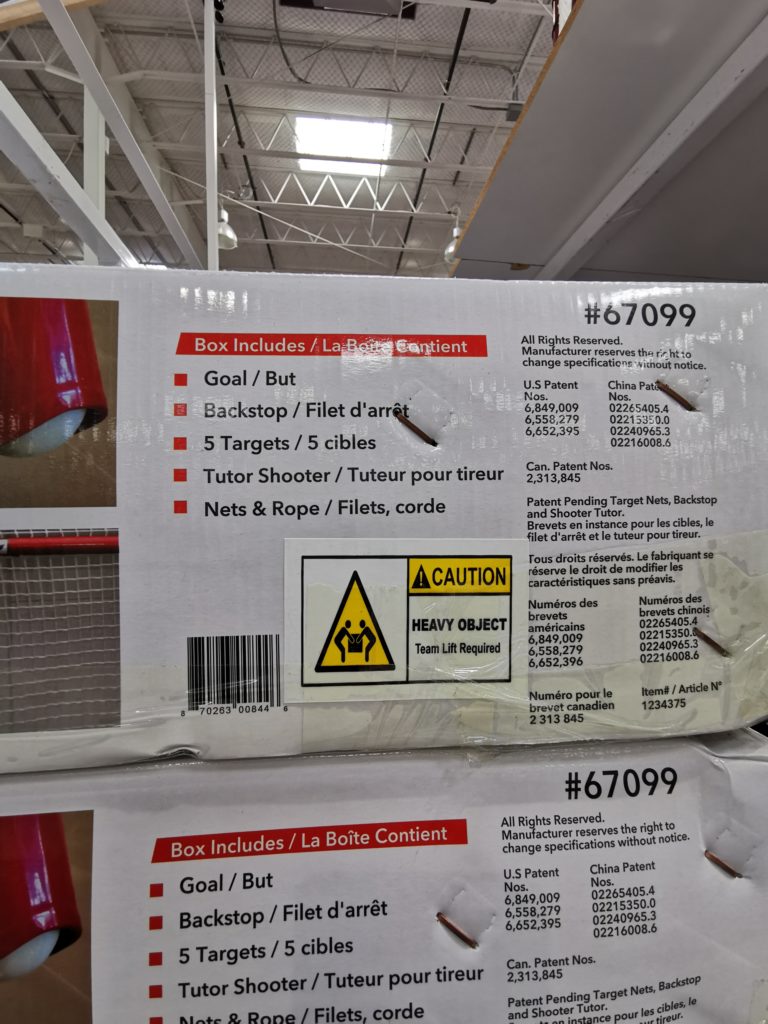 #67099
Box Includes / La Boîte Contient
Goal / But
Backstop / Filet d'arrêt
5 Targets / 5 cibles
Tutor Shooter / Tuteur pour tireur
Nets & Rope / Filets, corde
All Rights Reserved.
Manufacturer reserves the right to
change specifications without notice.
U.S Patent
Nos.
6,849,009
6,558,279
6,652,395
China Pate
Nos.
02265405.4
02215350.0
02240965.3
02216008.6
Can. Patent Nos.
2,313,845
Patent Pending Target Nets, Backstop
and Shooter Tutor.
Brevets en instance pour les cibles, le
filet d'arrêt et le tuteur pour tireur.
Tous droits réservés. Le fabriquant se
réserve le droit de modifier les
caractéristiques sans préavis.
Numéros des
brevets
américains
6,849,009
6,558,279
6,652,396
Numéros des
brevets chinois
02265405.4
02215350.
02240965.3
02216008.6
Numéro pour le
brevet canadien
2 313 845
Item# / Article N°
1234375
CAUTION
HEAVY OBJECT
Team Lift Required
8 70263 00844 6
#67099
Box Includes / La Boîte Contient
Goal / But
Backstop / Filet d'arrêt
5 Targets / 5 cibles
Tutor Shooter / Tuteur pour tireur
Nets & Rope / Filets, corde
All Rights Reserved.
Manufacturer reserves the right to
change specifications without notice.
U.S Patent
Nos.
6,849,009
6,558,279
6,652,395
China Patent
Nos.
02265405.4
02215350.0
02240965.3
02216008.6
Can. Patent Nos.
2,313,845
Patent Pending Target Nets, Backstop
and Shooter Tutor.
Brevets en instance pour les cibles, le
tireur.